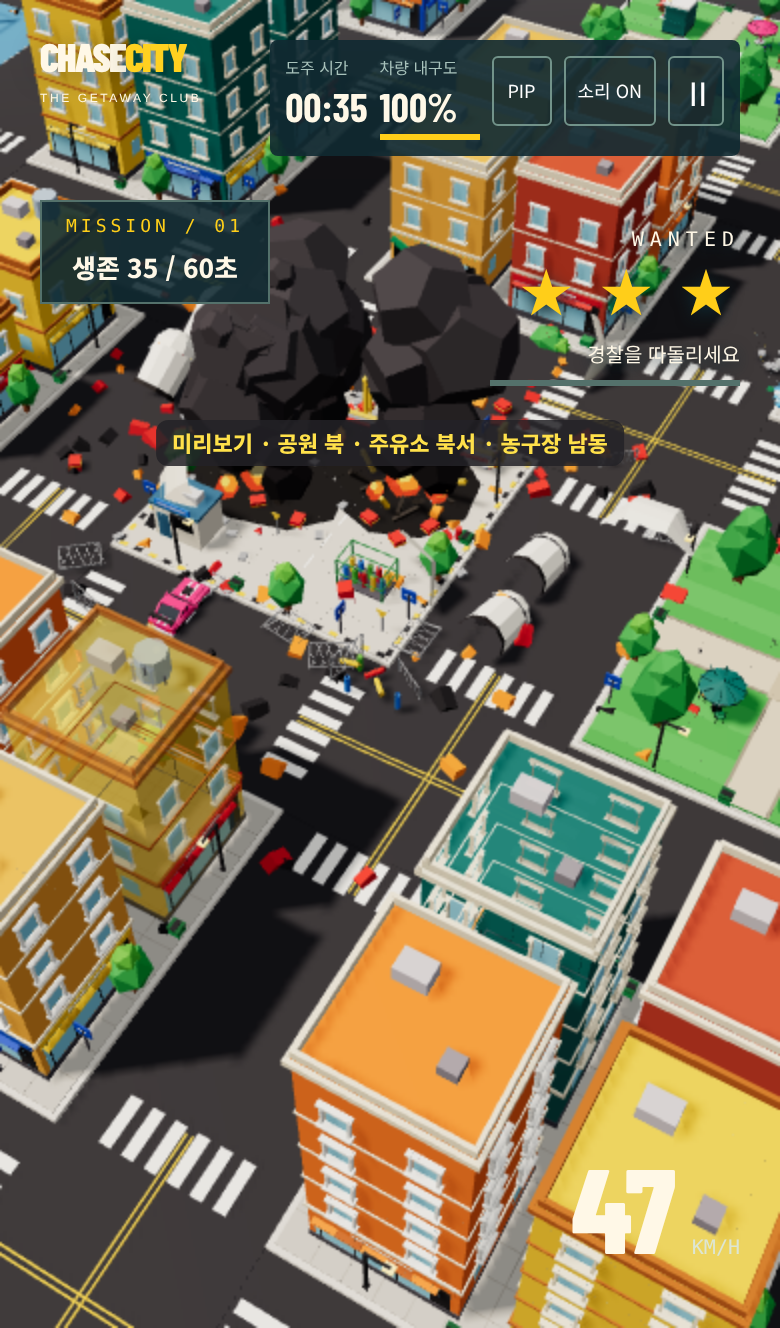 CHASECITY
THE GETAWAY CLUB
도주 시간
00:35
차량 내구도
100%
PIP
소리 ON
MISSION / 01
생존 35 / 60초
WANTED
경찰을 따돌리세요
미리보기 · 공원 북 · 주유소 북서 · 농구장 남동
47 KM/H